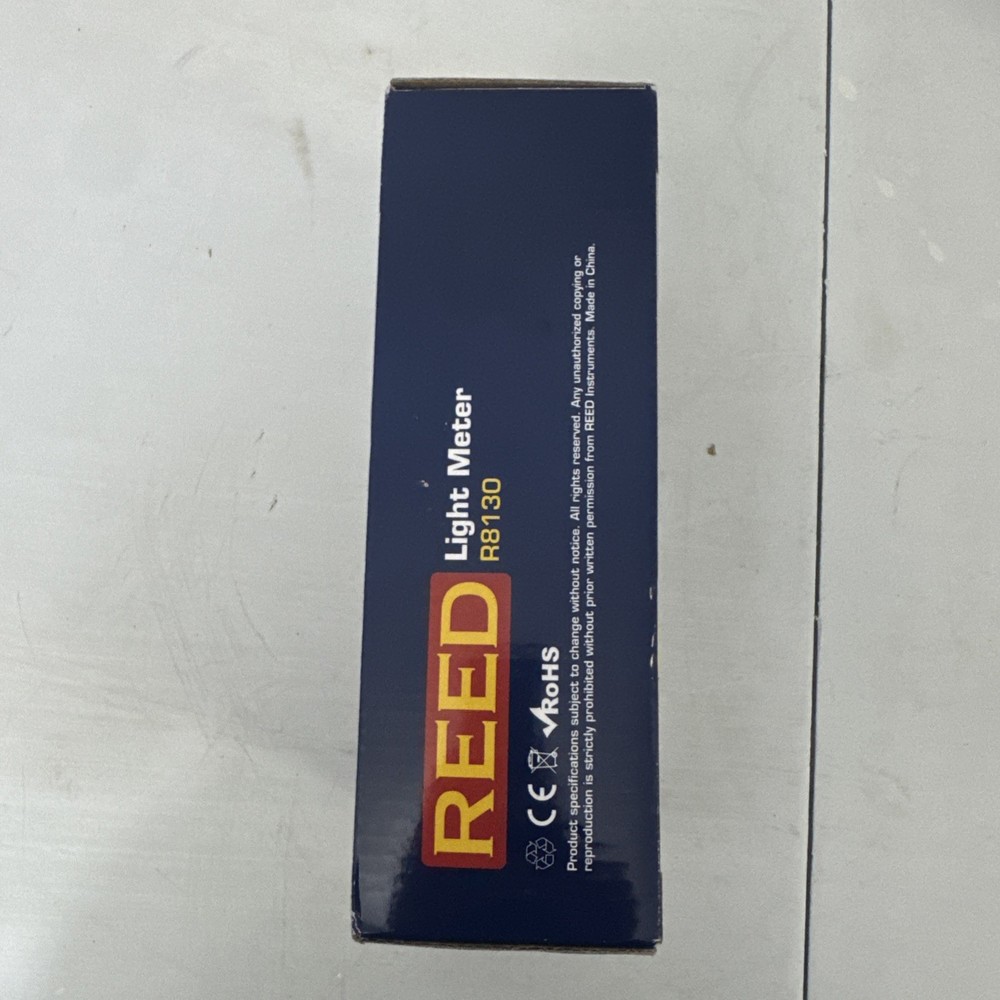 REED
Light Meter
R8130
CE RoHS
Product specifications subject to change without notice. All rights reserved. Any unauthorized copying or
reproduction is strictly prohibited without prior written permission from REED Instruments. Made in China.